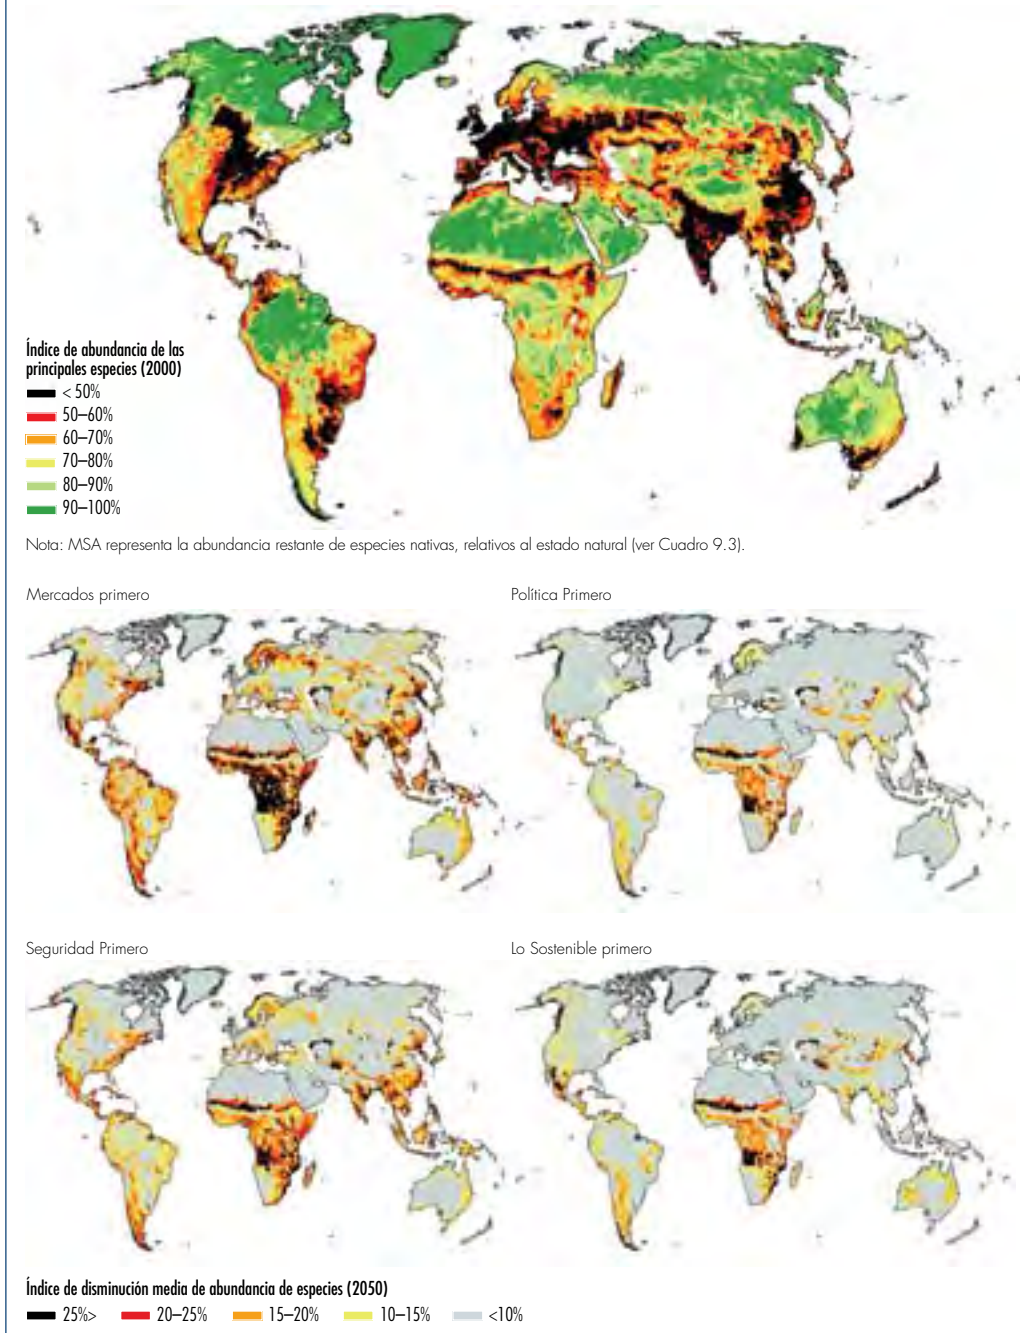 Índice de abundancia de las
principales especies (2000)
< 50%
50–60%
60–70%
70–80%
80–90%
90–100%
Nota: MSA representa la abundancia restante de especies nativas, relativos al estado natural (ver Cuadro 9.3).
Mercados primero
Política Primero
Seguridad Primero
Lo Sostenible primero
Índice de disminución media de abundancia de especies (2050)
25%> 20–25% 15–20% 10–15% <10%